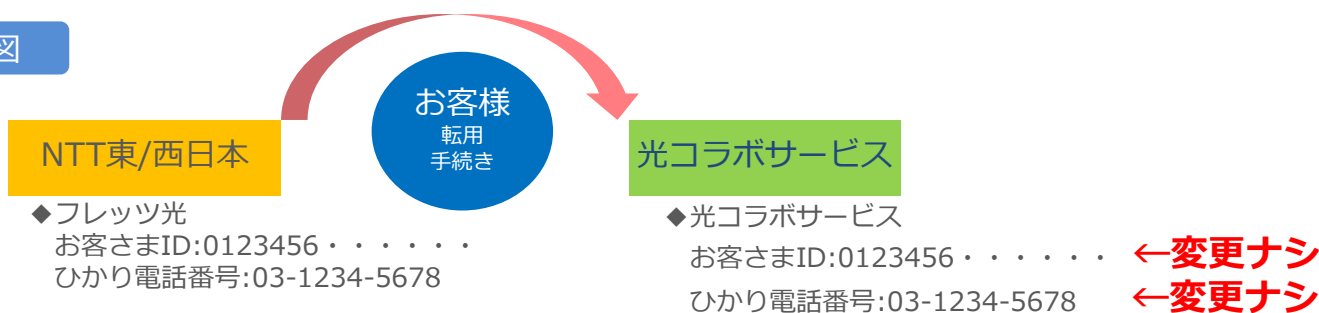 図
お客様
転用
手続き
NTT東/西日本
光コラボサービス
◆フレッツ光
お客さまID:0123456・・・・・・
ひかり電話番号:03-1234-5678
◆光コラボサービス
お客さまID:0123456・・・・・・ ←変更ナシ
ひかり電話番号:03-1234-5678 ←変更ナシ